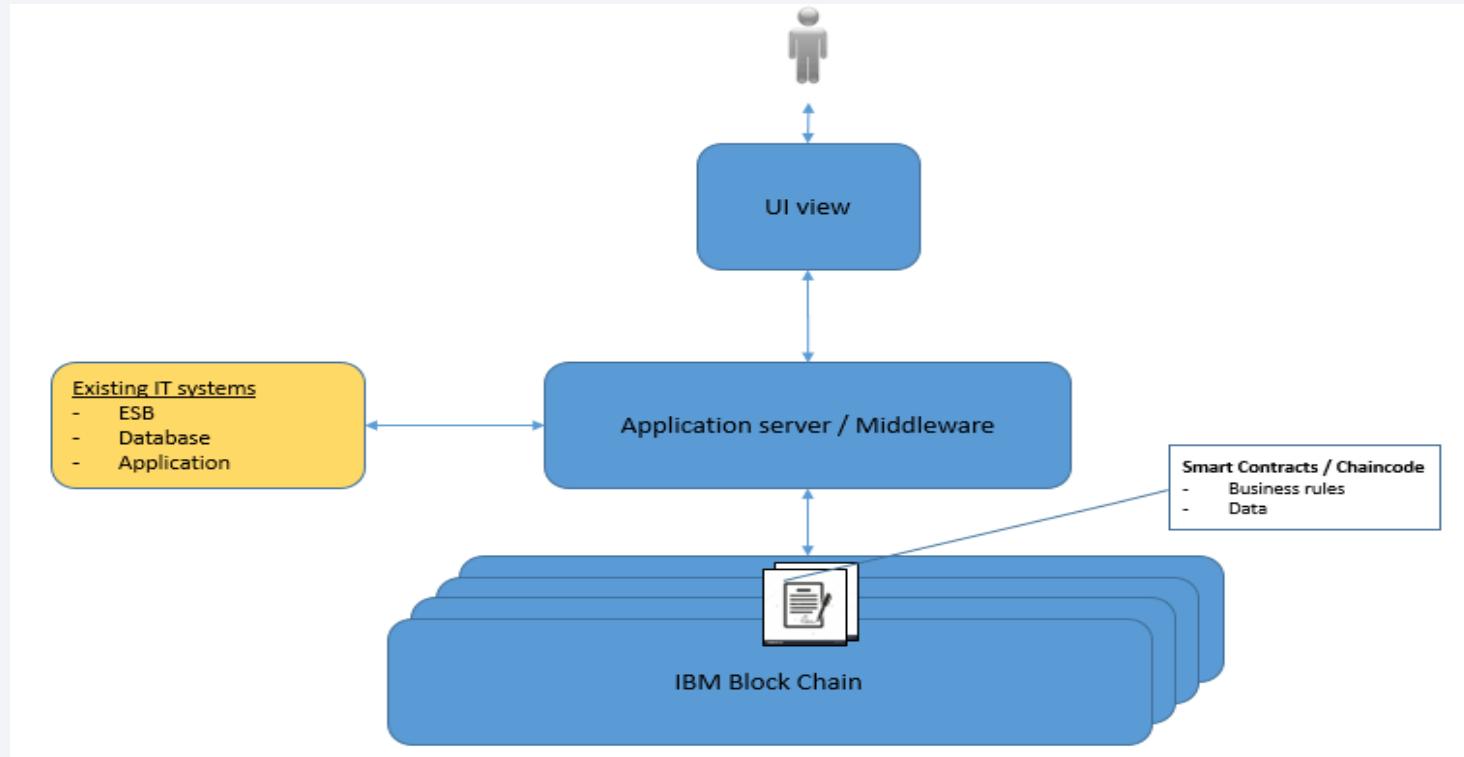 UI view
Existing IT systems
- ESB
- Database
- Application
Application server / Middleware
Smart Contracts / Chaincode
- Business rules
- Data
IBM Block Chain